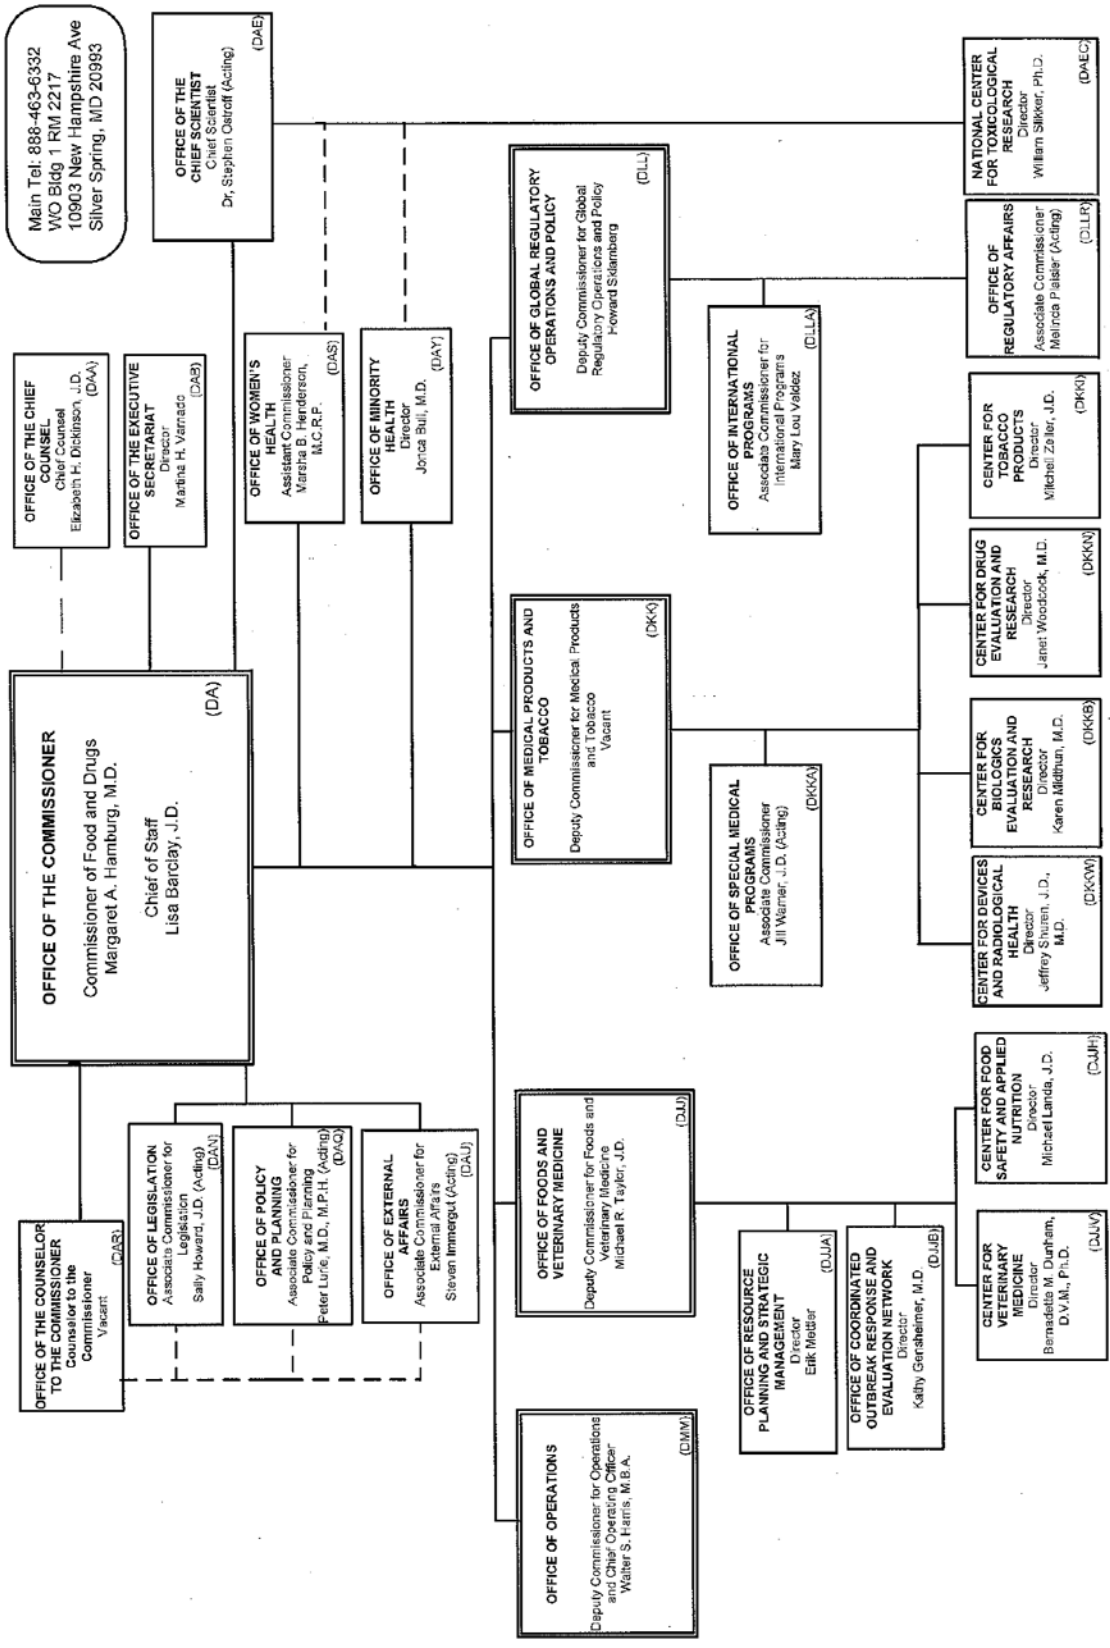 Main Tel: 888-463-6332
WO Bldg 1 RM 2217
10903 New Hampshire Ave
Silver Spring, MD 20993
OFFICE OF THE COMMISSIONER
Commissioner of Food and Drugs
Margaret A. Hamburg, M.D.
Chief of Staff
Lisa Barclay, J.D.
(DA)
OFFICE OF THE COUNSELOR
TO THE COMMISSIONER
Counselor to the
Commissioner
Vacant
(DAR)
OFFICE OF THE CHIEF
COUNSEL
Chief Counsel
Elizabeth H. Dickinson, J.D.
(DAA)
OFFICE OF THE EXECUTIVE
SECRETARIAT
Director
Martina H. Varnado
(DAB)
OFFICE OF THE
CHIEF SCIENTIST
Chief Scientist
Dr, Stephen Ostroff (Acting)
(DAE)
OFFICE OF LEGISLATION
Associate Commissioner for
Legislation
Sally Howard, J.D. (Acting)
(DAN)
OFFICE OF POLICY
AND PLANNING
Associate Commissioner for
Policy and Planning
Peter Lurie, M.D., M.P.H. (Acting)
(DAQ)
OFFICE OF EXTERNAL
AFFAIRS
Associate Commissioner for
External Affairs
Steven Immergut (Acting)
(DAU)
OFFICE OF WOMEN'S
HEALTH
Assistant Commissioner
Marsha B. Henderson,
M.C.R.P.
(DAS)
OFFICE OF MINORITY
HEALTH
Director
Jonca Bull, M.D.
(DAY)
OFFICE OF OPERATIONS
Deputy Commissioner for Operations
and Chief Operating Officer
Walter S. Harris, M.B.A.
(DMM)
OFFICE OF FOODS AND
VETERINARY MEDICINE
Deputy Commissioner for Foods and
Veterinary Medicine
Michael R. Taylor, J.D.
(DJJ)
OFFICE OF MEDICAL PRODUCTS AND
TOBACCO
Deputy Commissioner for Medical Products
and Tobacco
Vacant
(DKK)
OFFICE OF GLOBAL REGULATORY
OPERATIONS AND POLICY
Deputy Commissioner for Global
Regulatory Operations and Policy
Howard Sklamberg
(DLL)
OFFICE OF RESOURCE
PLANNING AND STRATEGIC
MANAGEMENT
Director
Erik Mettler
(DJJA)
OFFICE OF COORDINATED
OUTBREAK RESPONSE AND
EVALUATION NETWORK
Director
Kathy Gensheimer, M.D.
(DJJB)
OFFICE OF SPECIAL MEDICAL
PROGRAMS
Associate Commissioner
Jill Warner, J.D. (Acting)
(DKKA)
OFFICE OF INTERNATIONAL
PROGRAMS
Associate Commissioner for
International Programs
Mary Lou Valdez
(DLLA)
CENTER FOR
VETERINARY
MEDICINE
Director
Bernadette M. Dunham,
D.V.M., Ph.D.
(DJJV)
CENTER FOR FOOD
SAFETY AND APPLIED
NUTRITION
Director
Michael Landa, J.D.
(DJJH)
CENTER FOR DEVICES
AND RADIOLOGICAL
HEALTH
Director
Jeffrey Shuren, J.D.,
M.D.
(DKKW)
CENTER FOR
BIOLOGICS
EVALUATION AND
RESEARCH
Director
Karen Midthun, M.D.
(DKKB)
CENTER FOR DRUG
EVALUATION AND
RESEARCH
Director
Janet Woodcock, M.D.
(DKKN)
CENTER FOR
TOBACCO
PRODUCTS
Director
Mitchell Zeller, J.D.
(DKKI)
OFFICE OF
REGULATORY AFFAIRS
Associate Commissioner
Melinda Plaisier (Acting)
(DLLR)
NATIONAL CENTER
FOR TOXICOLOGICAL
RESEARCH
Director
William Slikker, Ph.D.
(DAEC)